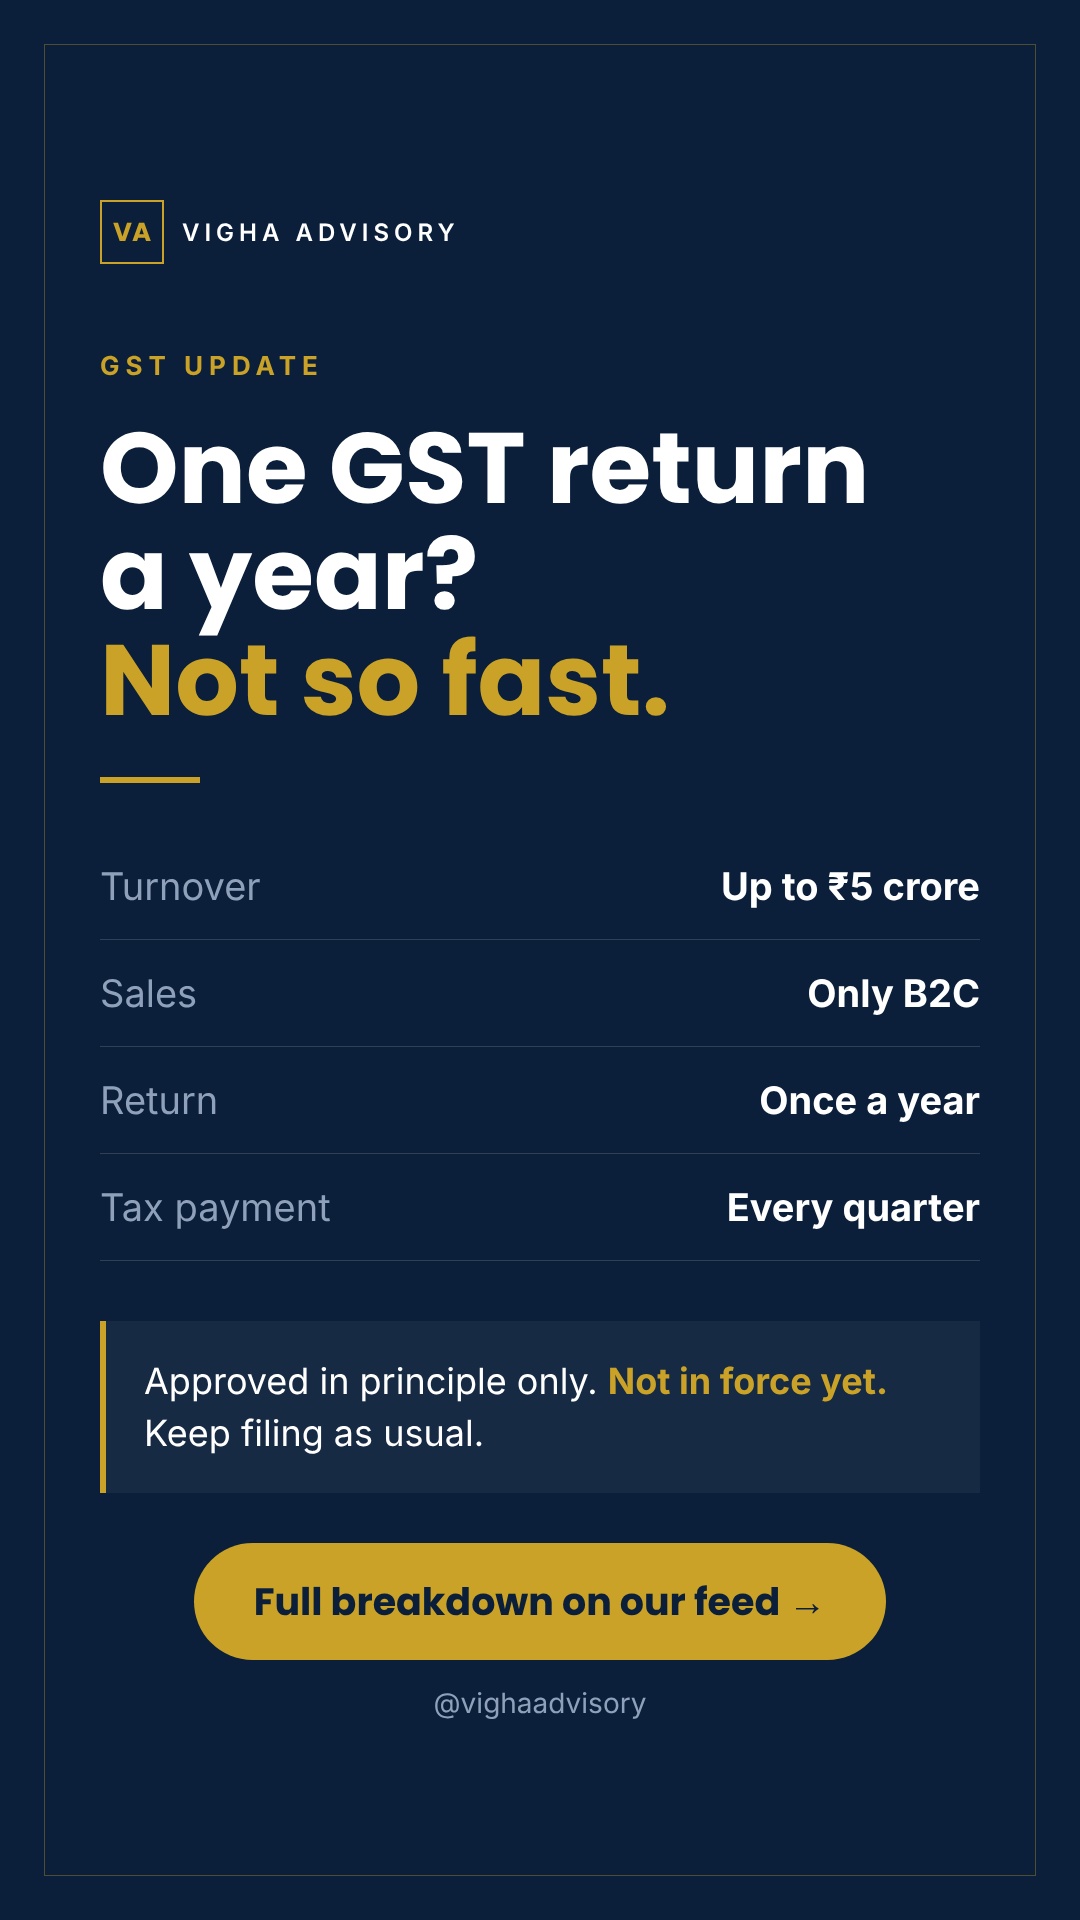 VA VIGHA ADVISORY
GST UPDATE
One GST return
a year?
Not so fast.
Turnover Up to ₹5 crore
Sales Only B2C
Return Once a year
Tax payment Every quarter
Approved in principle only. Not in force yet.
Keep filing as usual.
Full breakdown on our feed →
@vighaadvisory